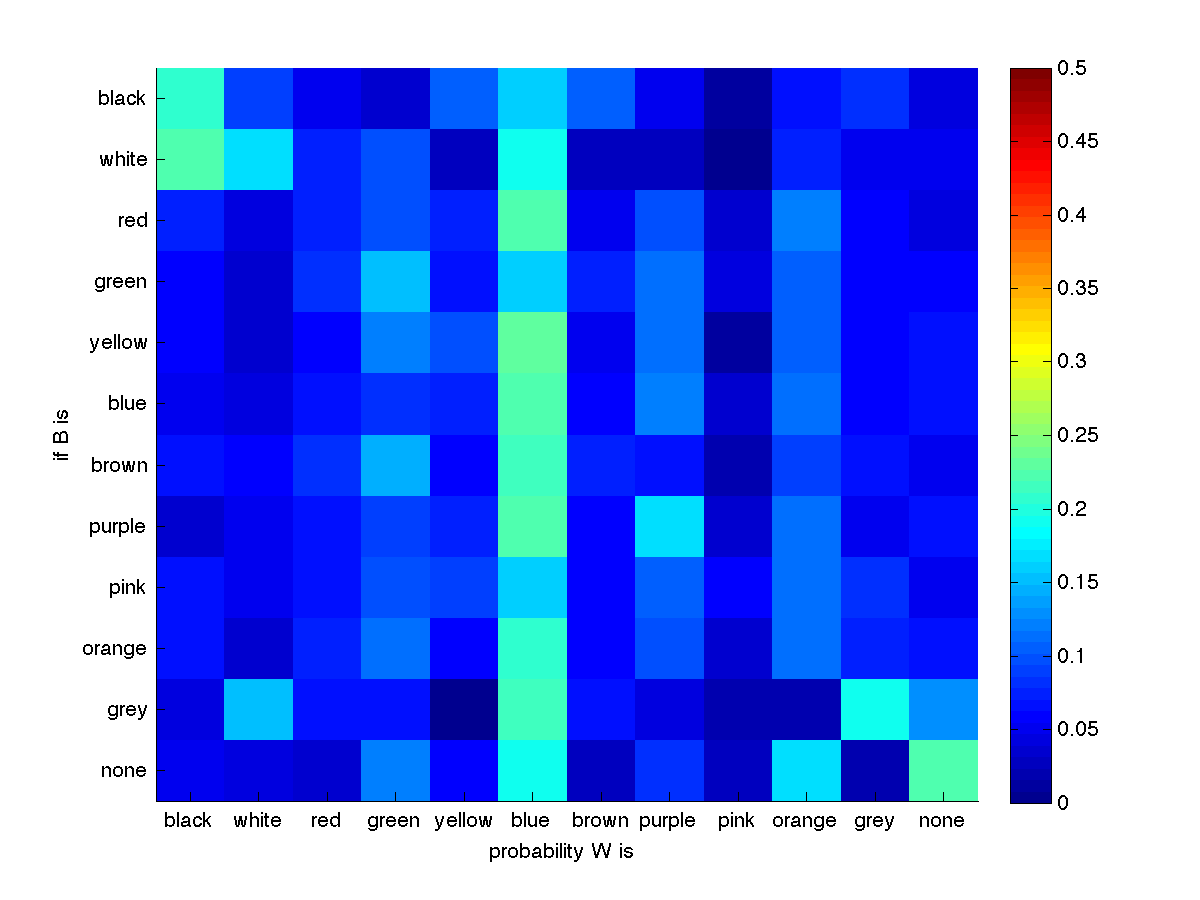 black
white
red
green
yellow
blue
brown
purple
pink
orange
grey
none
if B is
black white red green yellow blue brown purple pink orange grey none
probability W is
0.5
0.45
0.4
0.35
0.3
0.25
0.2
0.15
0.1
0.05
0